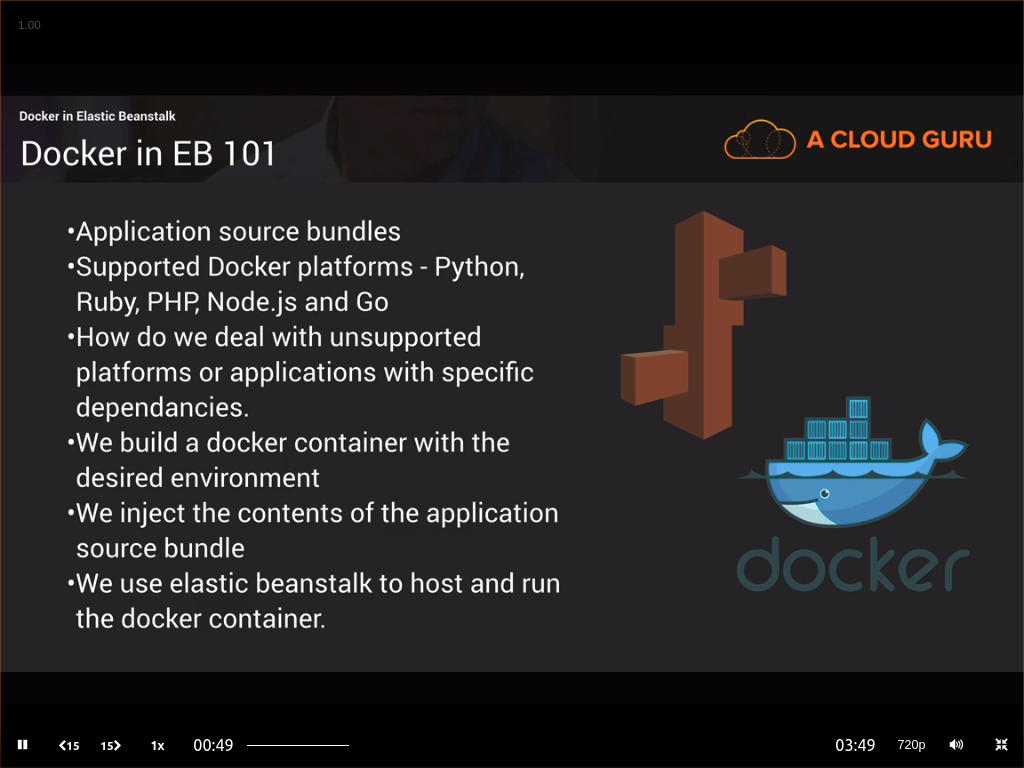 1.00
Docker in Elastic Beanstalk
Docker in EB 101
A CLOUD GURU
•Application source bundles
•Supported Docker platforms - Python,
Ruby, PHP, Node.js and Go
•How do we deal with unsupported
platforms or applications with specific
dependancies.
•We build a docker container with the
desired environment
•We inject the contents of the application
source bundle
•We use elastic beanstalk to host and run
the docker container.
docker
15 15 1x 00:49 03:49 720p